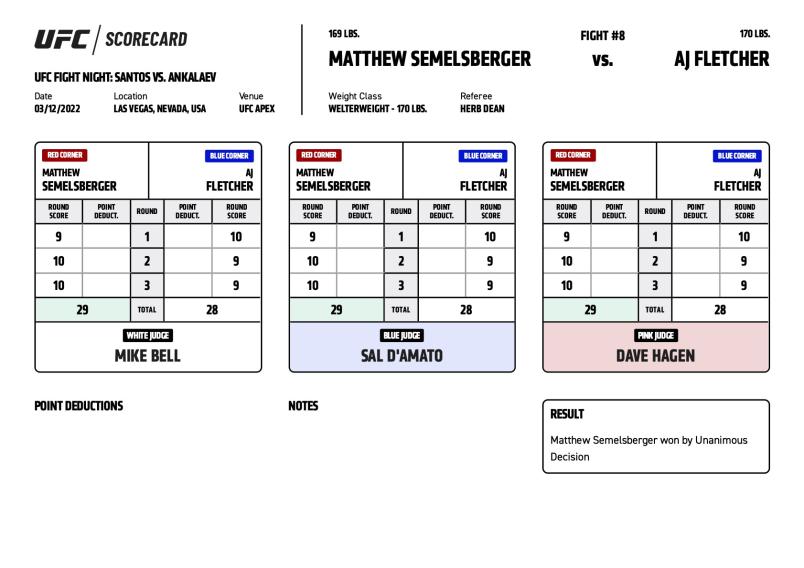 UFC / SCORECARD
UFC FIGHT NIGHT: SANTOS VS. ANKALAEV
Date Location Venue
03/12/2022 LAS VEGAS, NEVADA, USA UFC APEX
169 LBS. FIGHT #8 170 LBS.
MATTHEW SEMELSBERGER VS. AJ FLETCHER
Weight Class Referee
WELTERWEIGHT - 170 LBS. HERB DEAN
RED CORNER BLUE CORNER
MATTHEW AJ
SEMELSBERGER FLETCHER
ROUND POINT ROUND POINT ROUND
SCORE DEDUCT. DEDUCT. SCORE
9 1 10
10 2 9
10 3 9
29 TOTAL 28
WHITE JUDGE
MIKE BELL
RED CORNER BLUE CORNER
MATTHEW AJ
SEMELSBERGER FLETCHER
ROUND POINT ROUND POINT ROUND
SCORE DEDUCT. DEDUCT. SCORE
9 1 10
10 2 9
10 3 9
29 TOTAL 28
BLUE JUDGE
SAL D'AMATO
RED CORNER BLUE CORNER
MATTHEW AJ
SEMELSBERGER FLETCHER
ROUND POINT ROUND POINT ROUND
SCORE DEDUCT. DEDUCT. SCORE
9 1 10
10 2 9
10 3 9
29 TOTAL 28
PINK JUDGE
DAVE HAGEN
POINT DEDUCTIONS
NOTES
RESULT
Matthew Semelsberger won by Unanimous
Decision